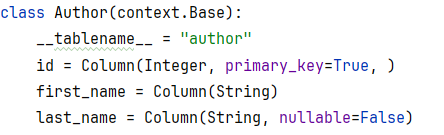 class Author(context.Base):
    __tablename__ = "author"
    id = Column(Integer, primary_key=True, )
    first_name = Column(String)
    last_name = Column(String, nullable=False)